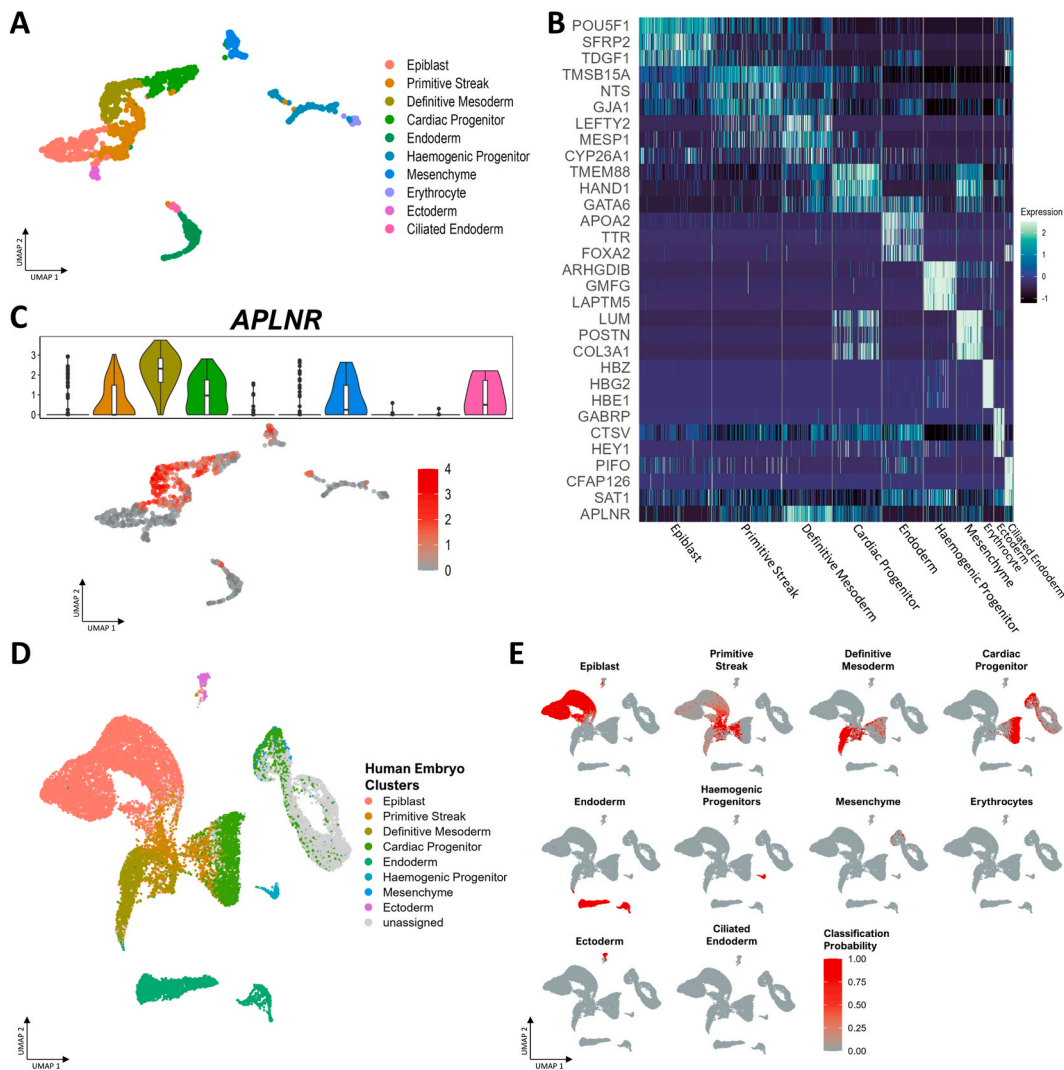 A
Epiblast
Primitive Streak
Definitive Mesoderm
Cardiac Progenitor
Endoderm
Haemogenic Progenitor
Mesenchyme
Erythrocyte
Ectoderm
Ciliated Endoderm
UMAP 2
UMAP 1
B
POU5F1
SFRP2
TDGF1
TMSB15A
NTS
GJA1
LEFTY2
MESP1
CYP26A1
TMEM88
HAND1
GATA6
APOA2
TTR
FOXA2
ARHGDIB
GMFG
LAPTM5
LUM
POSTN
COL3A1
HBZ
HBG2
HBE1
GABRP
CTSV
HEY1
PIFO
CFAP126
SAT1
APLNR
Epiblast
Primitive Streak
Definitive Mesoderm
Cardiac Progenitor
Endoderm
Haemogenic Progenitor
Mesenchyme
Erythrocyte
Ectoderm
Ciliated Endoderm
Expression
2
1
0
-1
C
APLNR
3
2
1
0
4
3
2
1
0
UMAP 2
UMAP 1
D
Human Embryo
Clusters
Epiblast
Primitive Streak
Definitive Mesoderm
Cardiac Progenitor
Endoderm
Haemogenic Progenitor
Mesenchyme
Ectoderm
unassigned
UMAP 2
UMAP 1
E
Epiblast
Primitive
Streak
Definitive
Mesoderm
Cardiac
Progenitor
Endoderm
Haemogenic
Progenitors
Mesenchyme
Erythrocytes
Ectoderm
Ciliated
Endoderm
Classification
Probability
1.00
0.75
0.50
0.25
0.00
UMAP 2
UMAP 1